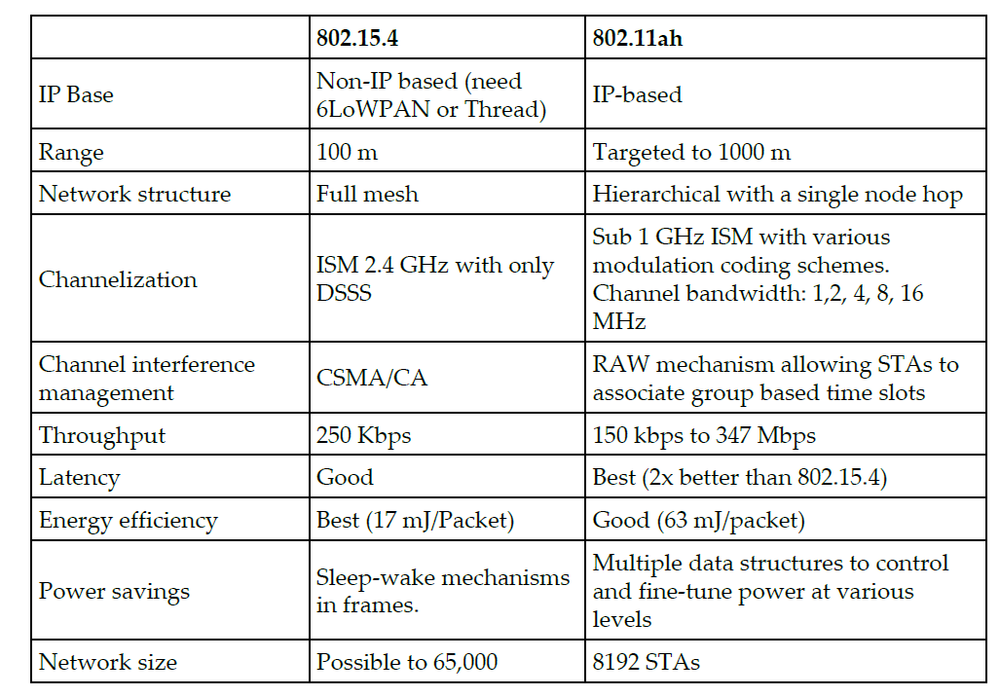 802.15.4
802.11ah
IP Base
Non-IP based (need
6LoWPAN or Thread)
IP-based
Range
100 m
Targeted to 1000 m
Network structure
Full mesh
Hierarchical with a single node hop
Channelization
ISM 2.4 GHz with only
DSSS
Sub 1 GHz ISM with various
modulation coding schemes.
Channel bandwidth: 1,2, 4, 8, 16
MHz
Channel interference
management
CSMA/CA
RAW mechanism allowing STAs to
associate group based time slots
Throughput
250 Kbps
150 kbps to 347 Mbps
Latency
Good
Best (2x better than 802.15.4)
Energy efficiency
Best (17 mJ/Packet)
Good (63 mJ/packet)
Power savings
Sleep-wake mechanisms
in frames.
Multiple data structures to control
and fine-tune power at various
levels
Network size
Possible to 65,000
8192 STAs